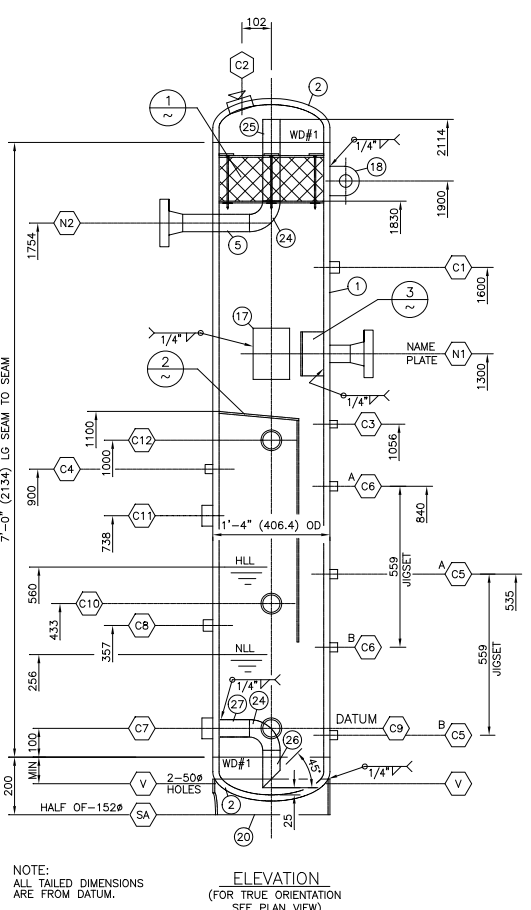 102
C2
2
1
~
25
WD#1
1/4"
2114
18
1900
1830
N2
1754
5
24
C1
1600
1
3
~
17
1/4"
NAME
PLATE
N1
1300
2
~
1/4"
1100
C12
1000
C3
1056
C4
900
A
C6
840
C11
738
1'-4" (406.4) OD
7'-0" (2134) LG SEAM TO SEAM
HLL
560
559
JIGSET
A
C5
535
C10
433
C8
357
B
C6
NLL
256
559
JIGSET
1/4"
27
24
C7
100
DATUM
C9
B
C5
26
WD#1
45°
MIN
V
2-50ø
HOLES
1/4"
V
200
HALF OF-152ø
2
SA
25
20
NOTE:
ALL TAILED DIMENSIONS
ARE FROM DATUM.
ELEVATION
(FOR TRUE ORIENTATION
SEE PLAN VIEW)